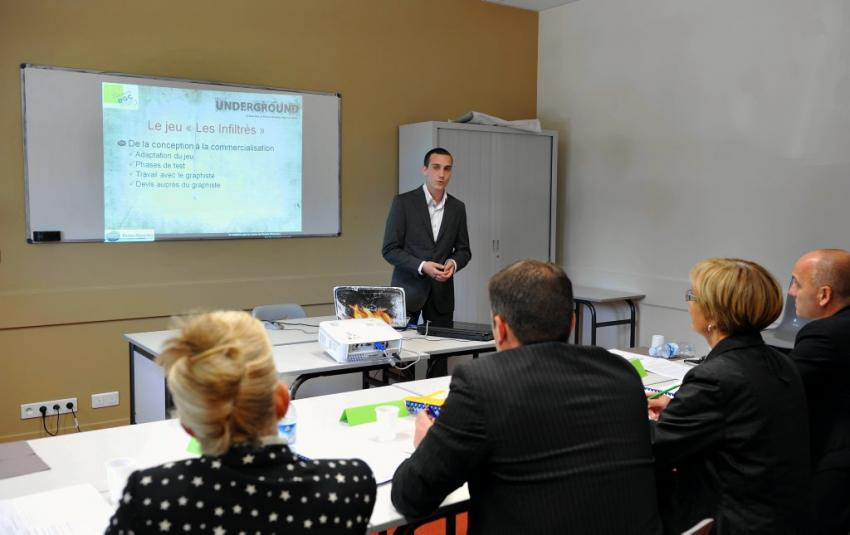 UNDERGROUND
Le jeu « Les Infiltrès »
De la conception à la commercialisation
Adaptation du jeu
Phases de test
Travail avec le graphiste
Devis auprès du graphiste